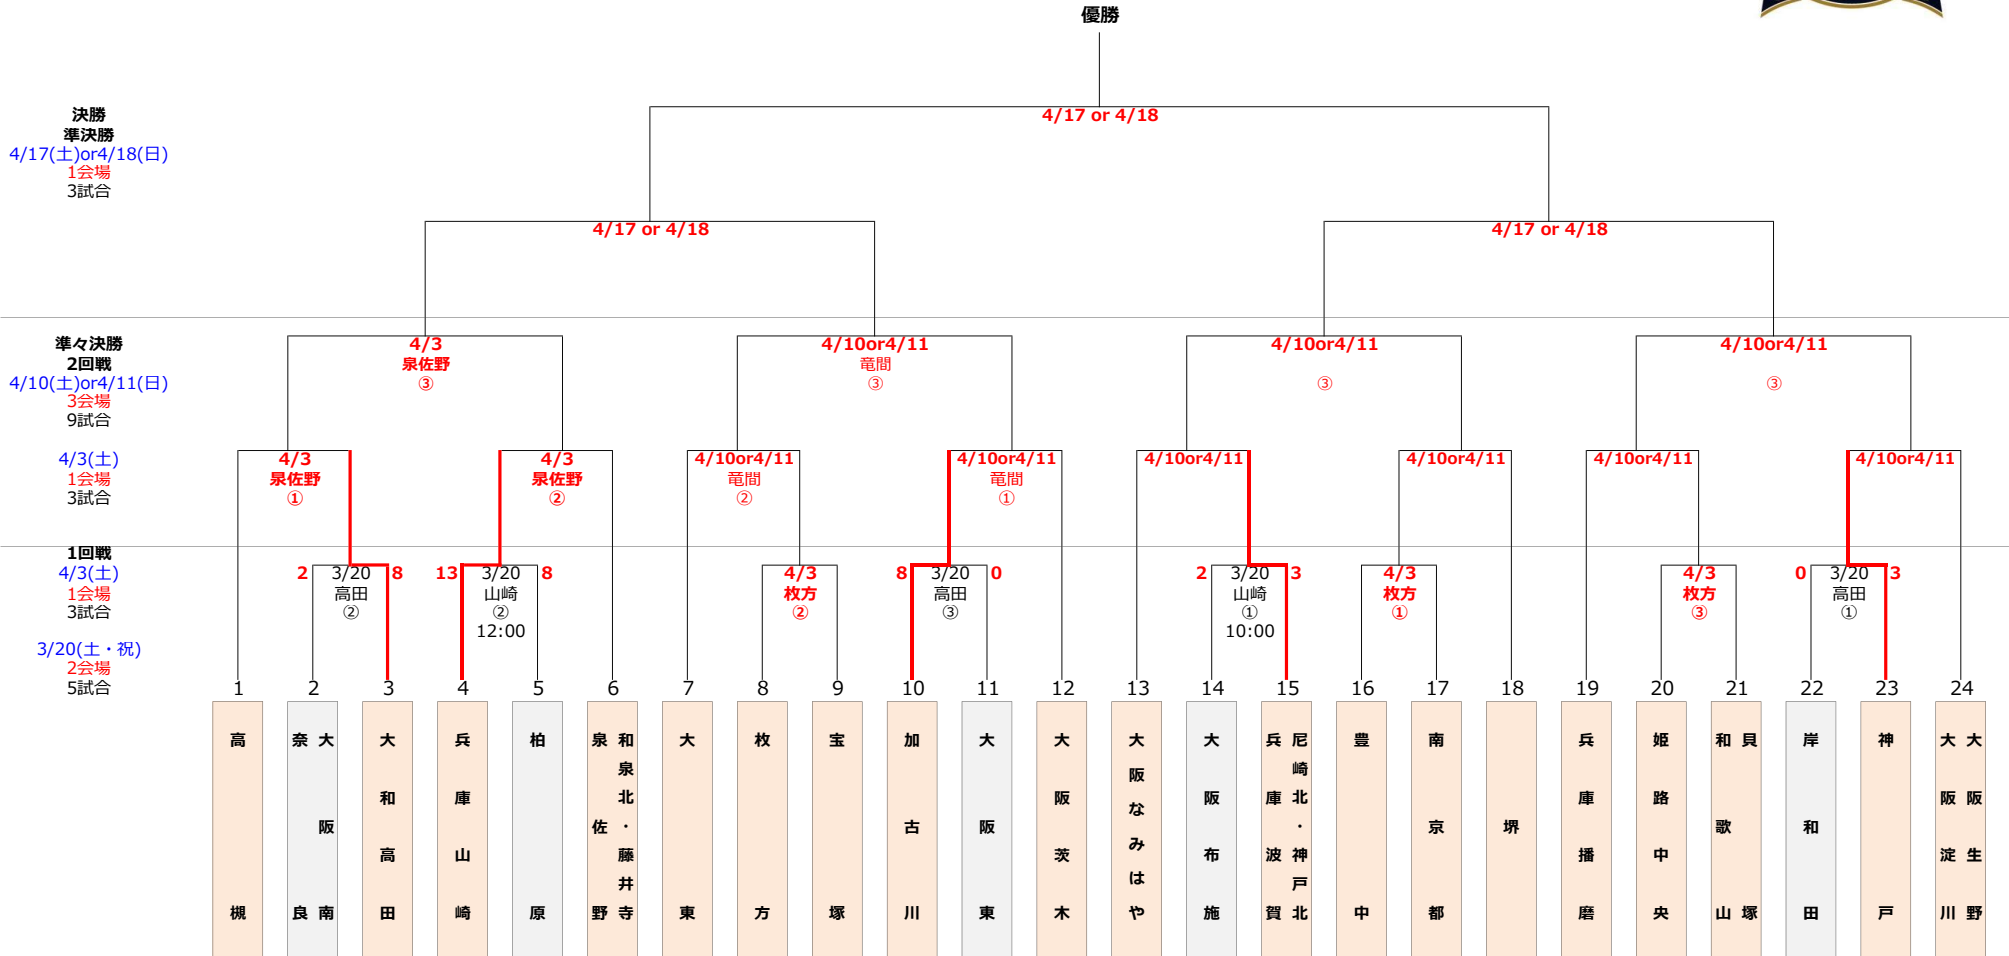 優勝
決勝
準決勝
4/17(土)or4/18(日)
1会場
3試合
4/17 or 4/18
4/17 or 4/18
4/17 or 4/18
準々決勝
2回戦
4/10(土)or4/11(日)
3会場
9試合
4/3
泉佐野
③
4/10or4/11
竜間
③
4/10or4/11
③
4/10or4/11
③
4/3(土)
1会場
3試合
4/3
泉佐野
①
4/3
泉佐野
②
4/10or4/11
竜間
②
4/10or4/11
竜間
①
4/10or4/11
4/10or4/11
4/10or4/11
4/10or4/11
1回戦
4/3(土)
1会場
3試合
3/20(土・祝)
2会場
5試合
2 3/20 8
高田
②
13 3/20 8
山崎
②
12:00
4/3
枚方
②
8 3/20 0
高田
③
2 3/20 3
山崎
①
10:00
4/3
枚方
①
4/3
枚方
③
0 3/20 3
高田
①
1 2 3 4 5 6 7 8 9 10 11 12 13 14 15 16 17 18 19 20 21 22 23 24
高槻
大阪南
奈良
大和高田
兵庫山崎
柏原
和泉北・藤井寺
泉佐野
大東
枚方
宝塚
加古川
大阪東
大阪茨木
大阪なみはや
大阪布施
尼崎北・神戸北
兵庫波賀
豊中
南京都
堺
兵庫播磨
姫路中央
貝塚
和歌山
岸和田
神戸
大阪生野
大阪淀川